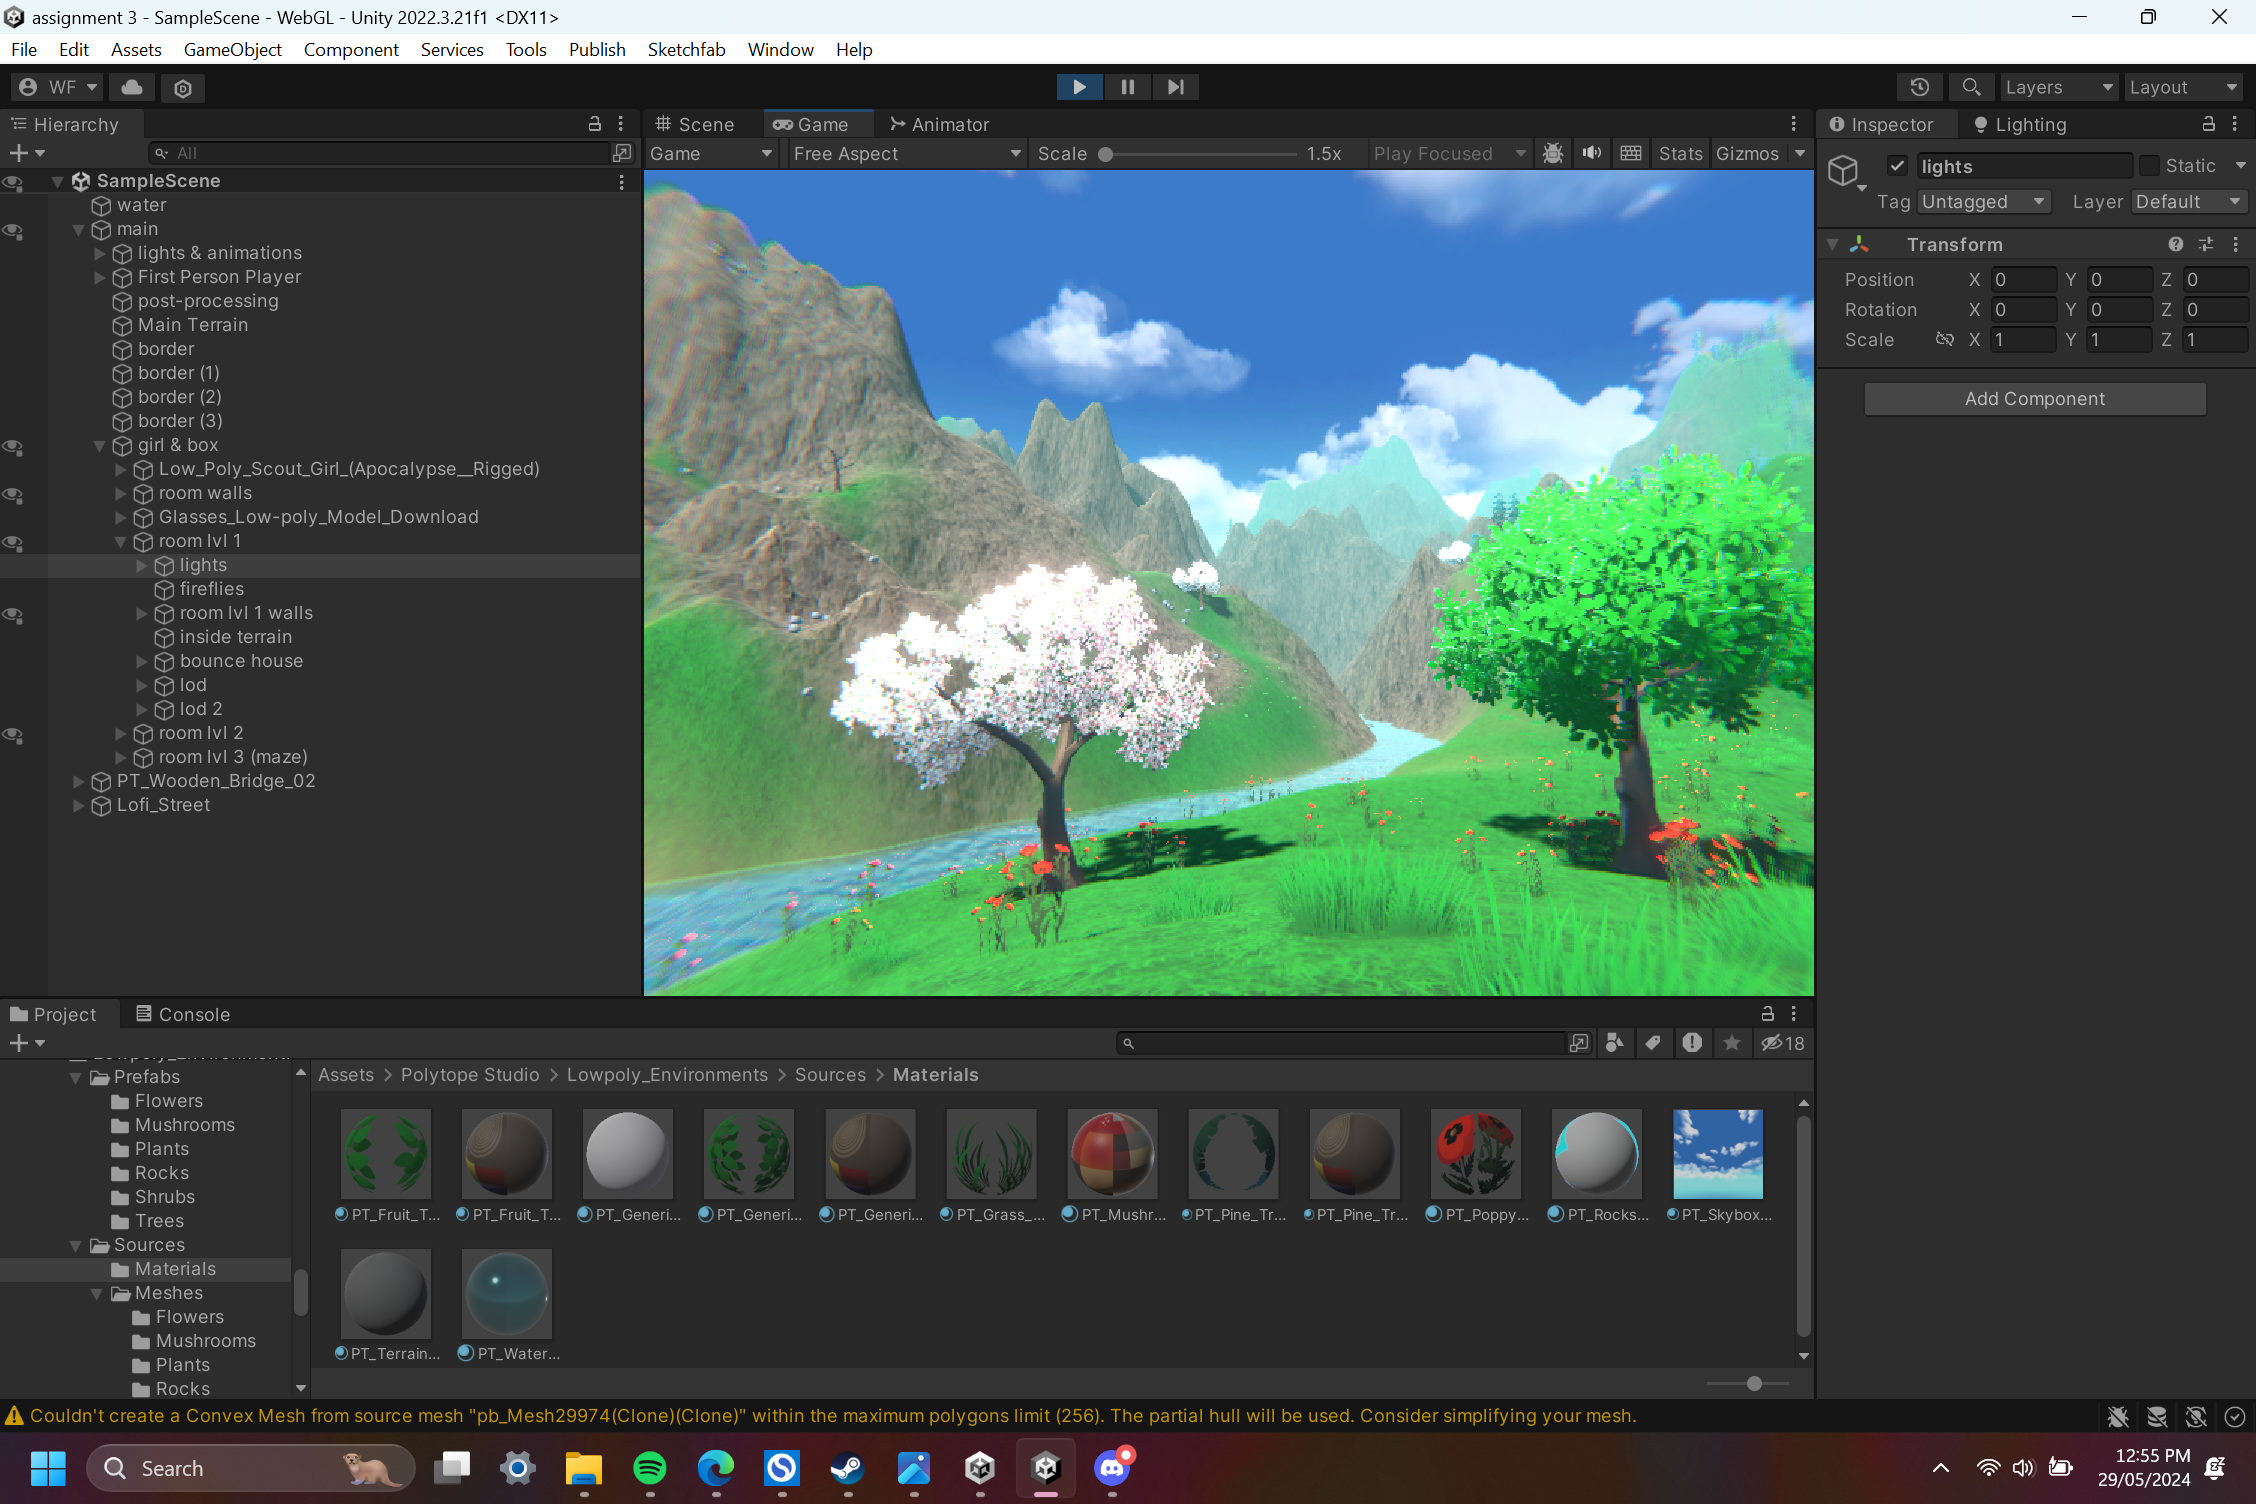 assignment 3 - SampleScene - WebGL - Unity 2022.3.21f1 <DX11>
File Edit Assets GameObject Component Services Tools Publish Sketchfab Window Help
WF Layers Layout
Hierarchy
All
SampleScene
water
main
lights & animations
First Person Player
post-processing
Main Terrain
border
border (1)
border (2)
border (3)
girl & box
Low_Poly_Scout_Girl_(Apocalypse__Rigged)
room walls
Glasses_Low-poly_Model_Download
room lvl 1
lights
fireflies
room lvl 1 walls
inside terrain
bounce house
lod
lod 2
room lvl 2
room lvl 3 (maze)
PT_Wooden_Bridge_02
Lofi_Street
Scene Game Animator
Game Free Aspect Scale 1.5x Play Focused Stats Gizmos
Inspector Lighting
lights Static
Tag Untagged Layer Default
Transform
Position X 0 Y 0 Z 0
Rotation X 0 Y 0 Z 0
Scale X 1 Y 1 Z 1
Add Component
Project Console
18
Prefabs
Flowers
Mushrooms
Plants
Rocks
Shrubs
Trees
Sources
Materials
Meshes
Flowers
Mushrooms
Plants
Rocks
Assets > Polytope Studio > Lowpoly_Environments > Sources > Materials
PT_Fruit_T... PT_Fruit_T... PT_Generi... PT_Generi... PT_Generi... PT_Grass_... PT_Mushr... PT_Pine_Tr... PT_Pine_Tr... PT_Poppy... PT_Rocks... PT_Skybox...
PT_Terrain... PT_Water...
Couldn't create a Convex Mesh from source mesh "pb_Mesh29974(Clone)(Clone)" within the maximum polygons limit (256). The partial hull will be used. Consider simplifying your mesh.
Search
12:55 PM
29/05/2024